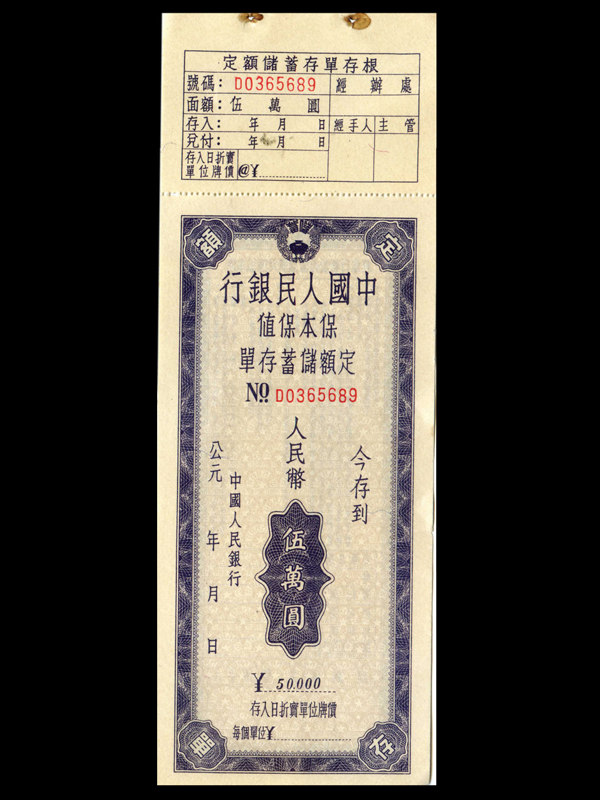 定額儲蓄存單存根
號碼: D0365689 經辦處
面額: 伍萬圓
存入: 年 月 日 經手人 主管
兌付: 年 月 日
存入日折實
單位牌價 @¥
額 定
中國人民銀行
保本保值
定額儲蓄存單
No D0365689
今存到
人民幣
伍萬圓
中國人民銀行
公元 年 月 日
¥ 50,000
存入日折實單位牌價
每個單位¥
存